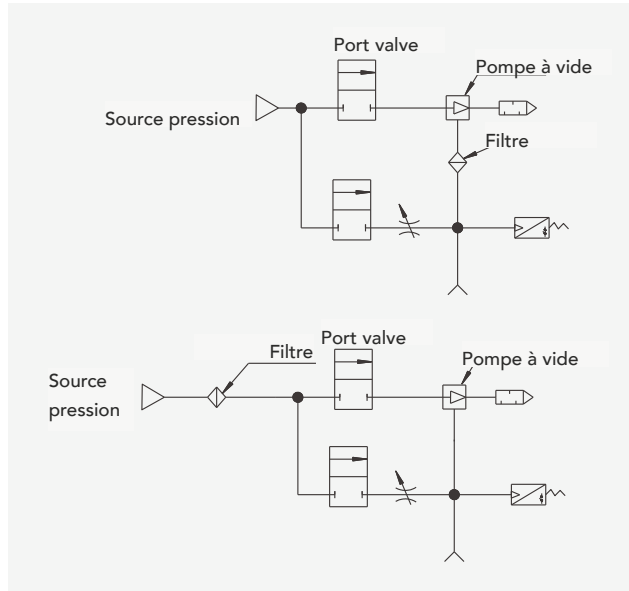 Port valve
Pompe à vide
Source pression
Filtre
Port valve
Filtre
Pompe à vide
Source
pression